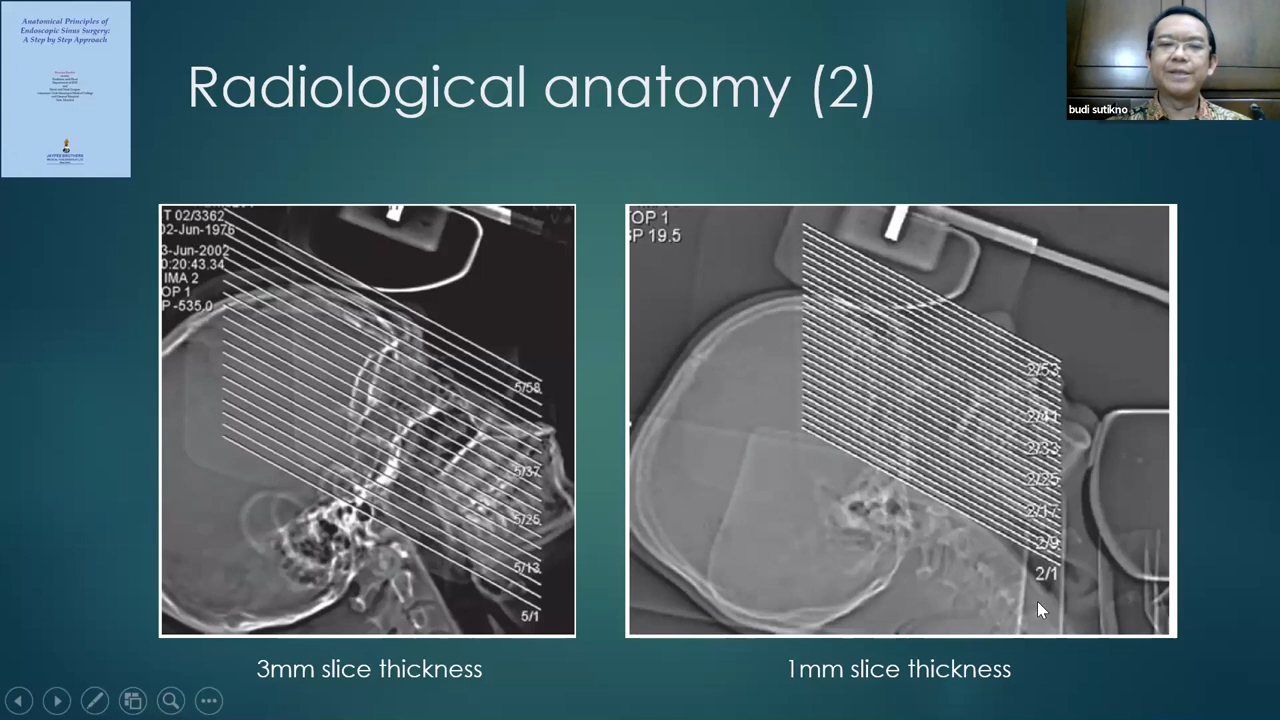 Anatomical Principles of
Endoscopic Sinus Surgery:
A Step by Step Approach
JAYPEE BROTHERS
Radiological anatomy (2)
budi sutikno
T 02/3362
02-Jun-1976
3-Jun-2002
0:20:43.34
IMA 2
OP 1
P -535.0
5/58
5/37
5/25
5/13
5/1
OP 1
SP 19.5
2/53
2/41
2/33
2/25
2/17
2/9
2/1
3mm slice thickness
1mm slice thickness